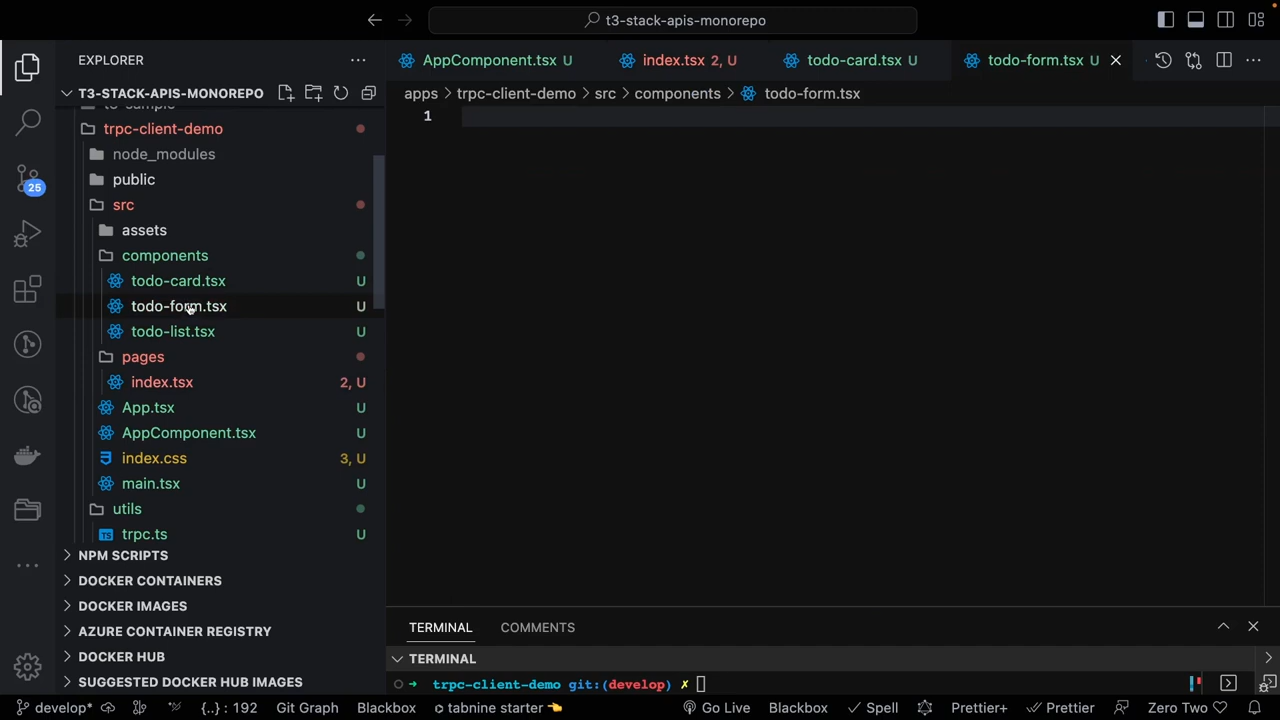 t3-stack-apis-monorepo
EXPLORER
AppComponent.tsx U
index.tsx 2, U
todo-card.tsx U
todo-form.tsx U
T3-STACK-APIS-MONOREPO
apps > trpc-client-demo > src > components > todo-form.tsx
1
t3-sample
trpc-client-demo
node_modules
public
src
assets
components
todo-card.tsx U
todo-form.tsx U
todo-list.tsx U
pages
index.tsx 2, U
App.tsx U
AppComponent.tsx U
index.css 3, U
main.tsx U
utils
trpc.ts U
25
NPM SCRIPTS
DOCKER CONTAINERS
DOCKER IMAGES
AZURE CONTAINER REGISTRY
DOCKER HUB
SUGGESTED DOCKER HUB IMAGES
TERMINAL
COMMENTS
TERMINAL
trpc-client-demo git:(develop) ✗
develop*
{..} : 192
Git Graph
Blackbox
tabnine starter
Go Live
Blackbox
Spell
Prettier+
Prettier
Zero Two